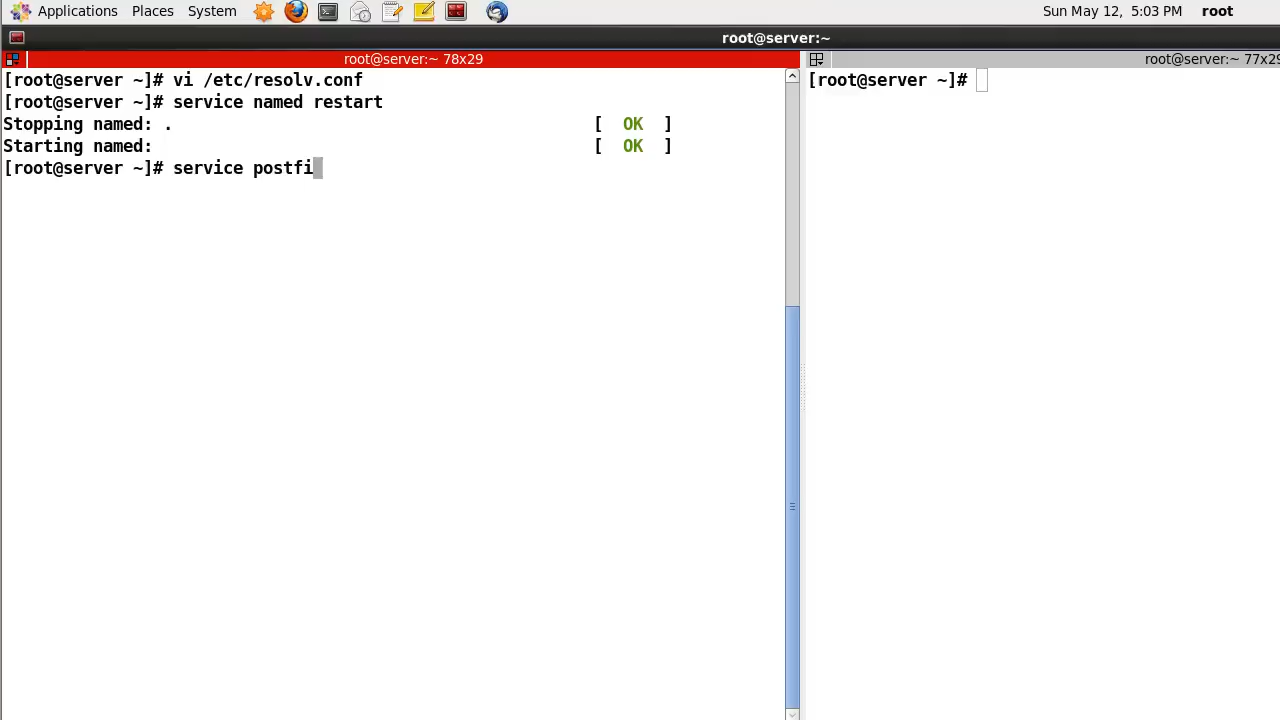 Applications Places System Sun May 12, 5:03 PM root
root@server:~
root@server:~ 78x29
[root@server ~]# vi /etc/resolv.conf
[root@server ~]# service named restart
Stopping named: . [ OK ]
Starting named: [ OK ]
[root@server ~]# service postfi
root@server:~ 77x29
[root@server ~]#